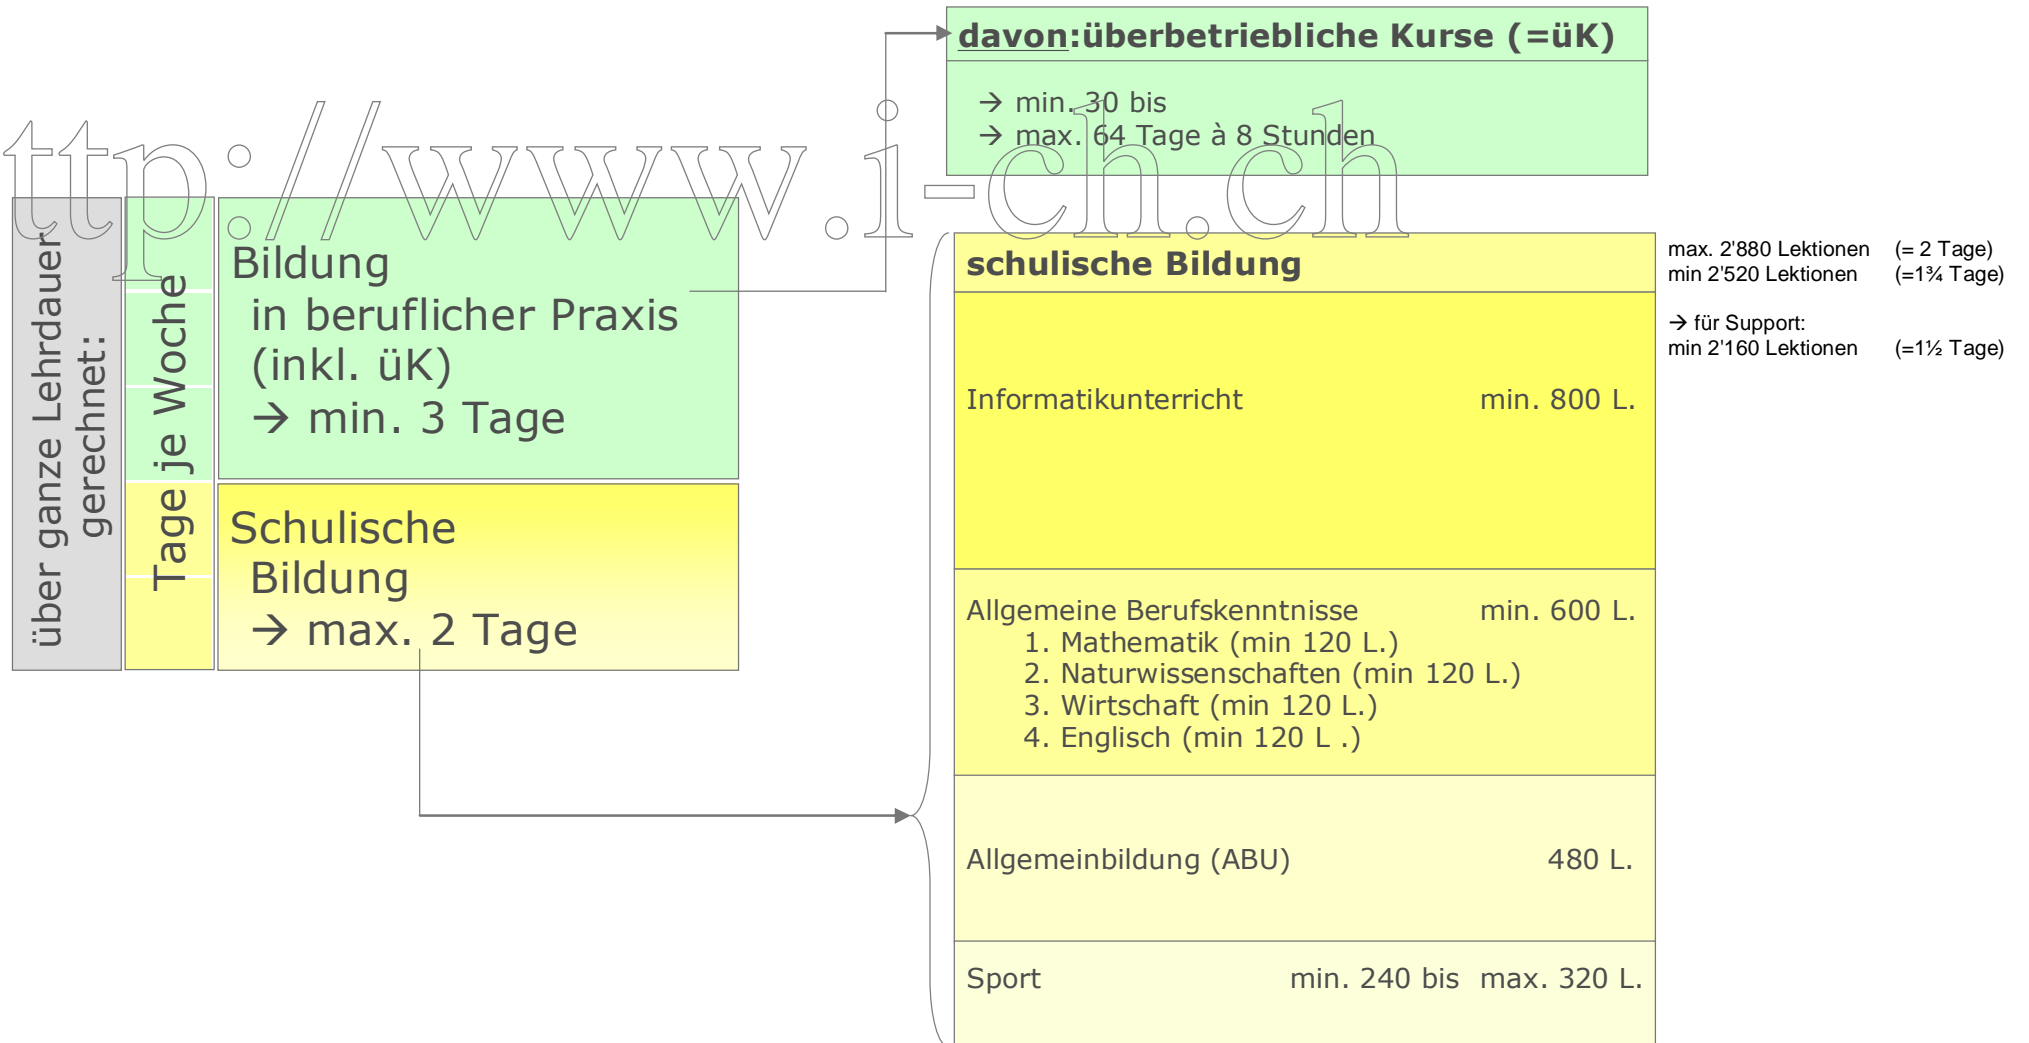 davon:überbetriebliche Kurse (=üK)
→ min. 30 bis
→ max. 64 Tage à 8 Stunden
ttp://www.i-ch.ch
über ganze Lehrdauer
gerechnet:
Tage je Woche
Bildung
in beruflicher Praxis
(inkl. üK)
→ min. 3 Tage
Schulische
Bildung
→ max. 2 Tage
schulische Bildung
Informatikunterricht min. 800 L.
Allgemeine Berufskenntnisse min. 600 L.
1. Mathematik (min 120 L.)
2. Naturwissenschaften (min 120 L.)
3. Wirtschaft (min 120 L.)
4. Englisch (min 120 L .)
Allgemeinbildung (ABU) 480 L.
Sport min. 240 bis max. 320 L.
max. 2'880 Lektionen (= 2 Tage)
min 2'520 Lektionen (=1¾ Tage)
→ für Support:
min 2'160 Lektionen (=1½ Tage)